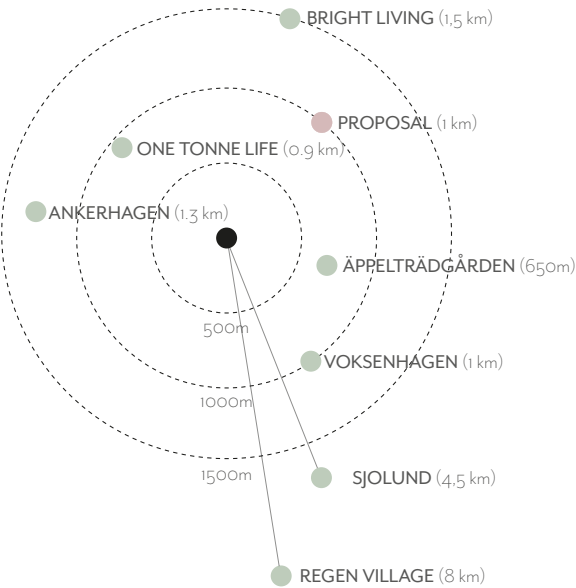 BRIGHT LIVING (1,5 km)
PROPOSAL (1 km)
ONE TONNE LIFE (0.9 km)
ANKERHAGEN (1.3 km)
ÄPPELTRÄDGÅRDEN (650m)
500m
VOKSENHAGEN (1 km)
1000m
1500m
SJOLUND (4,5 km)
REGEN VILLAGE (8 km)